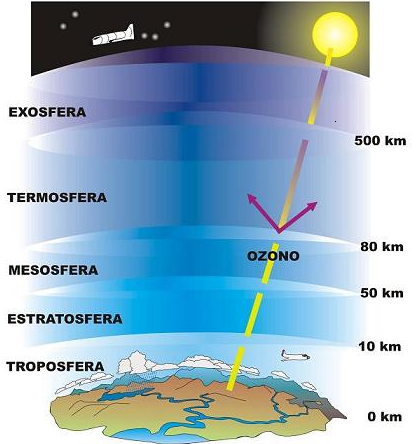 EXOSFERA
500 km
TERMOSFERA
80 km
OZONO
MESOSFERA
50 km
ESTRATOSFERA
10 km
TROPOSFERA
0 km